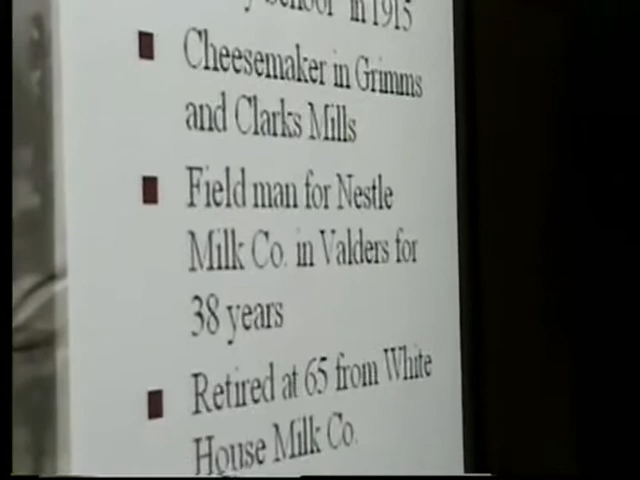 School" in 1915
Cheesemaker in Grimms
and Clarks Mills
Field man for Nestle
Milk Co. in Valders for
38 years
Retired at 65 from White
House Milk Co.